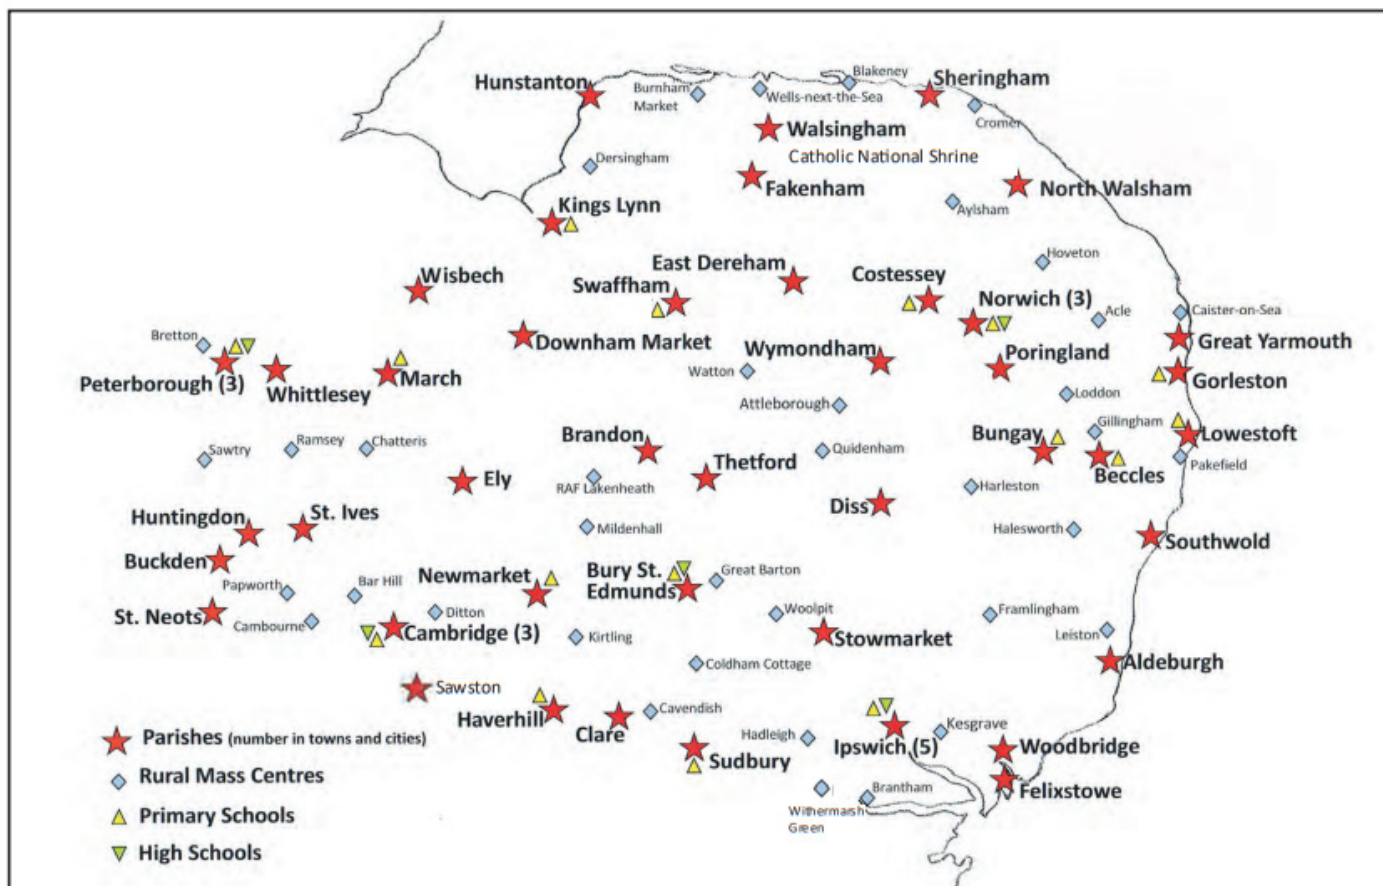 Blakeney
Hunstanton
Sheringham
Burnham
Market
Wells-next-the-Sea
Cromer
Walsingham
Catholic National Shrine
Dersingham
Fakenham
North Walsham
Kings Lynn
Aylsham
Hoveton
East Dereham
Wisbech
Costessey
Swaffham
Norwich (3)
Acle
Caister-on-Sea
Bretton
Downham Market
Great Yarmouth
Wymondham
Poringland
Watton
Peterborough (3)
Whittlesey
March
Gorleston
Loddon
Attleborough
Gillingham
Brandon
Bungay
Lowestoft
Ramsey
Chatteris
Sawtry
Quidenham
Thetford
Pakefield
Beccles
Ely
RAF Lakenheath
Harleston
Diss
St. Ives
Huntingdon
Mildenhall
Halesworth
Southwold
Buckden
Bury St.
Edmunds
Great Barton
Newmarket
Papworth
Bar Hill
St. Neots
Cambourne
Ditton
Woolpit
Framlingham
Cambridge (3)
Kirtling
Stowmarket
Leiston
Coldham Cottage
Aldeburgh
Sawston
Haverhill
Clare
Cavendish
Kesgrave
Hadleigh
Ipswich (5)
Woodbridge
Sudbury
Felixstowe
Brantham
Withermarsh
Green
Parishes (number in towns and cities)
Rural Mass Centres
Primary Schools
High Schools